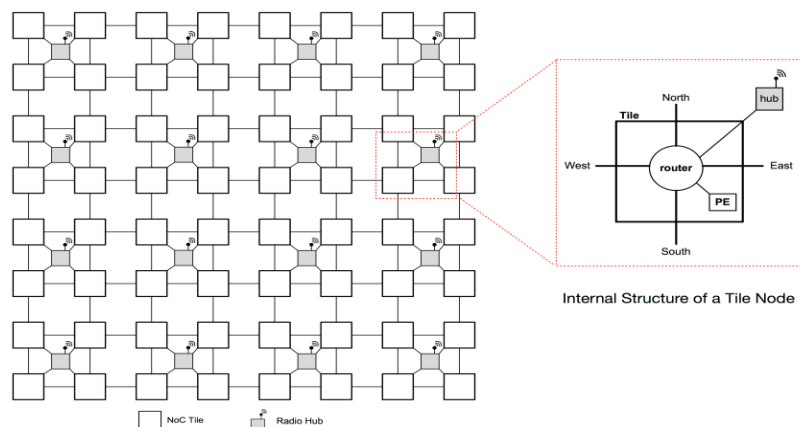 North
hub
Tile
West
router
East
PE
South
Internal Structure of a Tile Node
NoC Tile
Radio Hub